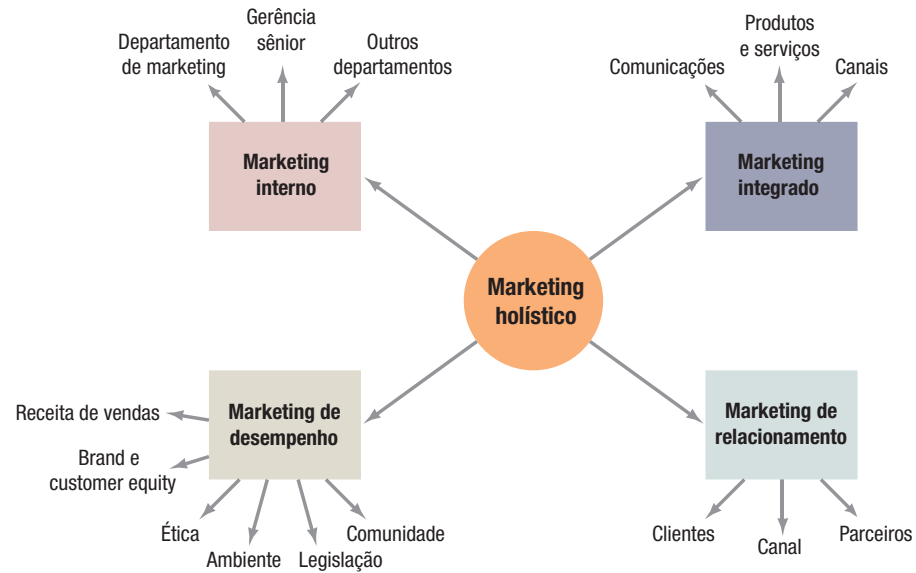 Departamento
de marketing
Gerência
sênior
Outros
departamentos
Marketing
interno
Comunicações
Produtos
e serviços
Canais
Marketing
integrado
Marketing
holístico
Marketing de
desempenho
Receita de vendas
Brand e
customer equity
Ética
Ambiente
Legislação
Comunidade
Marketing de
relacionamento
Clientes
Canal
Parceiros